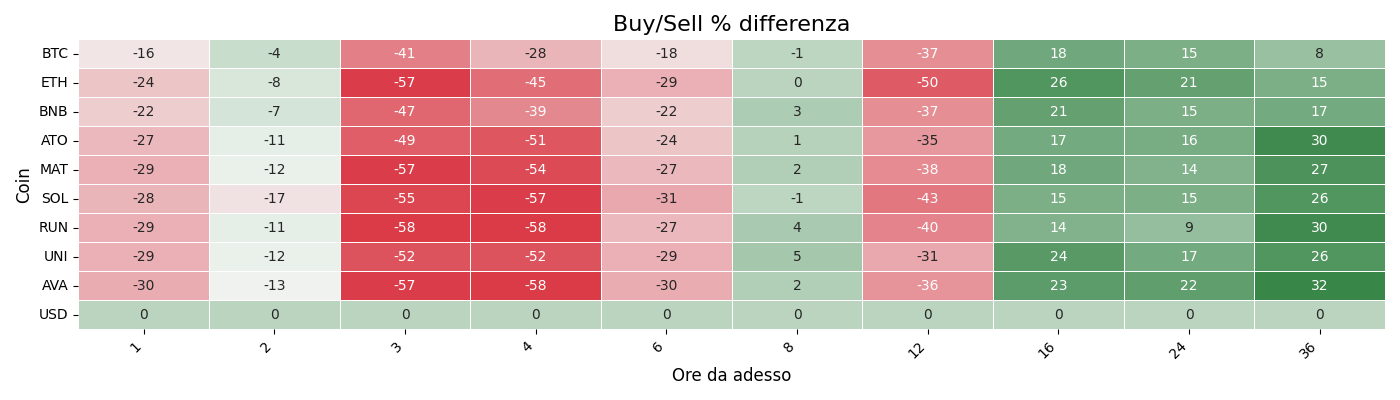 Buy/Sell % differenza
Coin
BTC -16 -4 -41 -28 -18 -1 -37 18 15 8
ETH -24 -8 -57 -45 -29 0 -50 26 21 15
BNB -22 -7 -47 -39 -22 3 -37 21 15 17
ATO -27 -11 -49 -51 -24 1 -35 17 16 30
MAT -29 -12 -57 -54 -27 2 -38 18 14 27
SOL -28 -17 -55 -57 -31 -1 -43 15 15 26
RUN -29 -11 -58 -58 -27 4 -40 14 9 30
UNI -29 -12 -52 -52 -29 5 -31 24 17 26
AVA -30 -13 -57 -58 -30 2 -36 23 22 32
USD 0 0 0 0 0 0 0 0 0 0
1 2 3 4 6 8 12 16 24 36
Ore da adesso